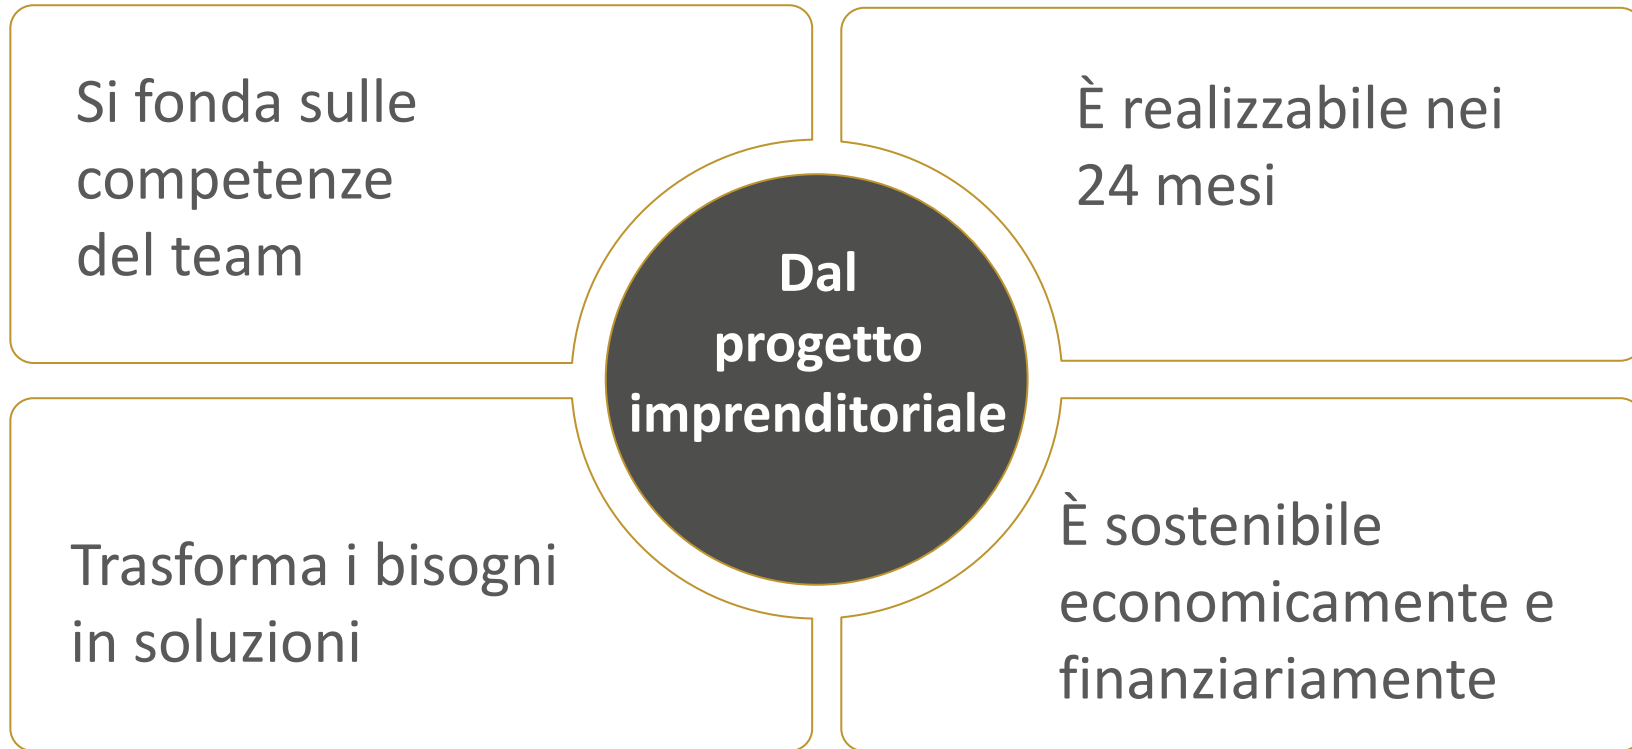 Si fonda sulle
competenze
del team
È realizzabile nei
24 mesi
Dal
progetto
imprenditoriale
Trasforma i bisogni
in soluzioni
È sostenibile
economicamente e
finanziariamente